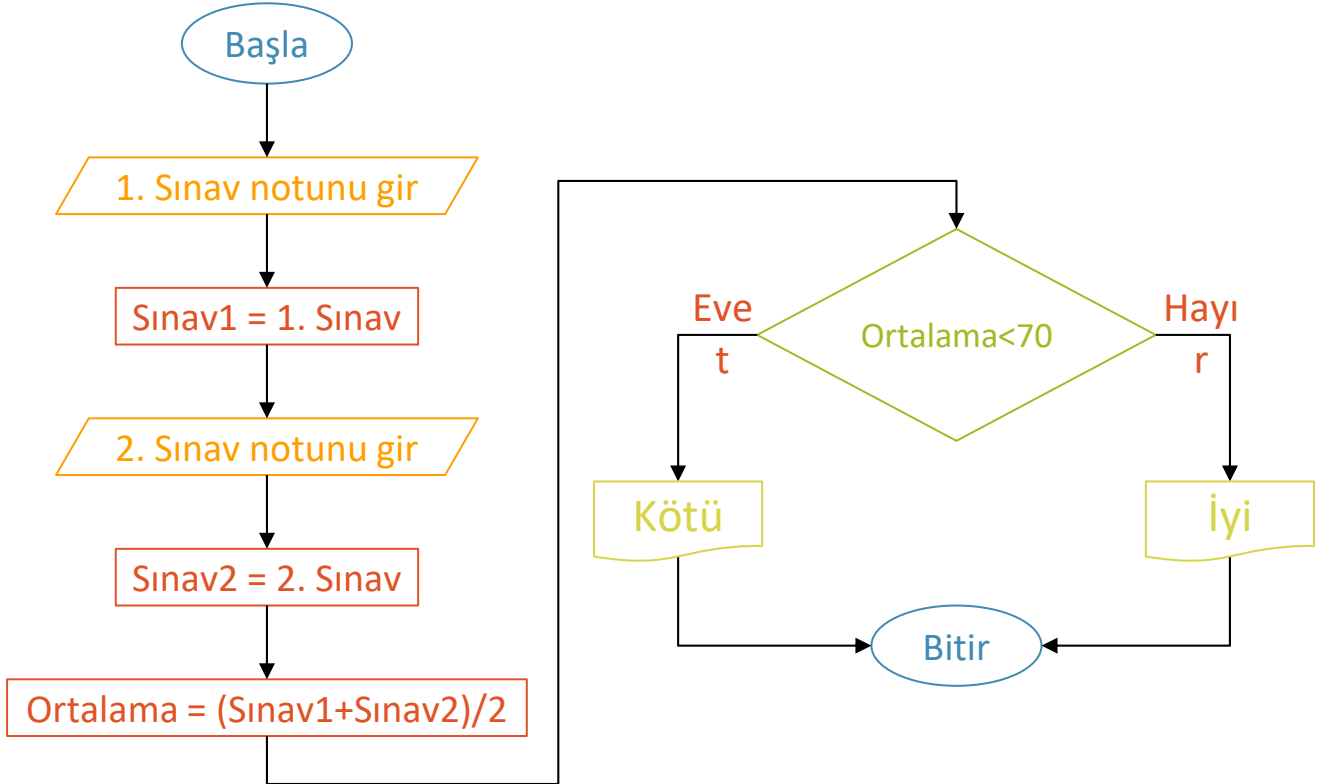 Başla
1. Sınav notunu gir
Sınav1 = 1. Sınav
2. Sınav notunu gir
Sınav2 = 2. Sınav
Ortalama = (Sınav1+Sınav2)/2
Ortalama<70
Eve
t
Hayı
r
Kötü
İyi
Bitir